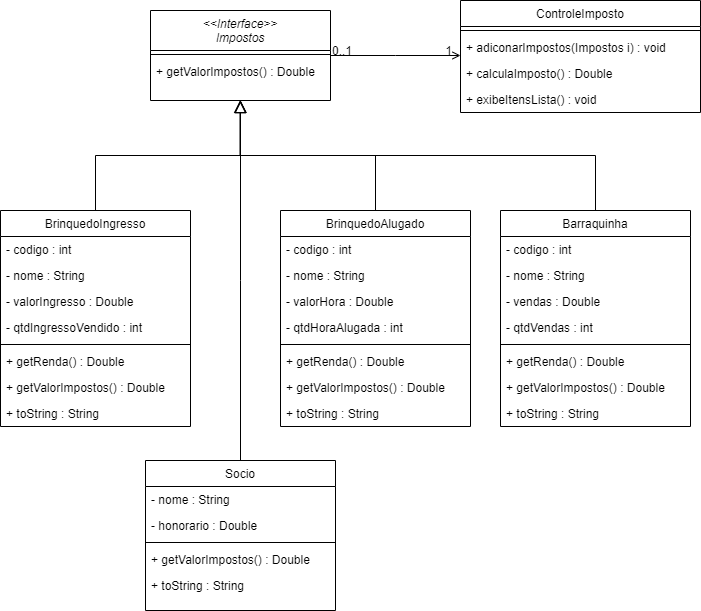 <<Interface>>
Impostos
+ getValorImpostos() : Double
0..1
1
ControleImposto
+ adiconarImpostos(Impostos i) : void
+ calculaImposto() : Double
+ exibeItensLista() : void
BrinquedoIngresso
- codigo : int
- nome : String
- valorIngresso : Double
- qtdIngressoVendido : int
+ getRenda() : Double
+ getValorImpostos() : Double
+ toString : String
BrinquedoAlugado
- codigo : int
- nome : String
- valorHora : Double
- qtdHoraAlugada : int
+ getRenda() : Double
+ getValorImpostos() : Double
+ toString : String
Barraquinha
- codigo : int
- nome : String
- vendas : Double
- qtdVendas : int
+ getRenda() : Double
+ getValorImpostos() : Double
+ toString : String
Socio
- nome : String
- honorario : Double
+ getValorImpostos() : Double
+ toString : String